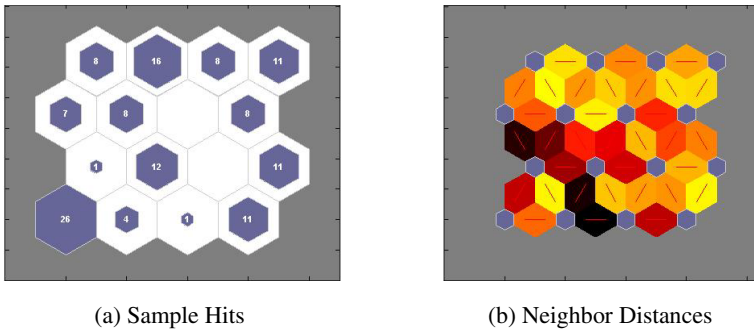 8 16 8 11
7 8 8
1 12 11
26 4 1 11
(a) Sample Hits
(b) Neighbor Distances